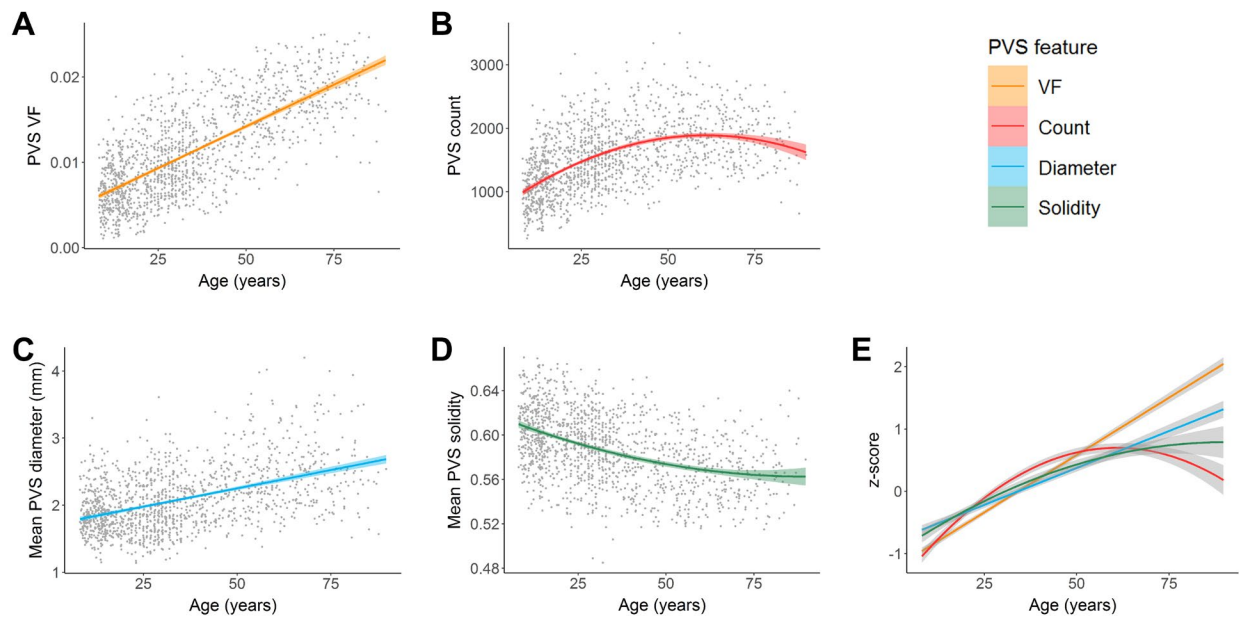 A
PVS VF
0.02
0.01
0.00
25
50
75
Age (years)
B
PVS count
3000
2000
1000
25
50
75
Age (years)
PVS feature
VF
Count
Diameter
Solidity
C
Mean PVS diameter (mm)
4
3
2
1
25
50
75
Age (years)
D
Mean PVS solidity
0.64
0.60
0.56
0.52
0.48
25
50
75
Age (years)
E
z-score
2
1
0
-1
25
50
75
Age (years)